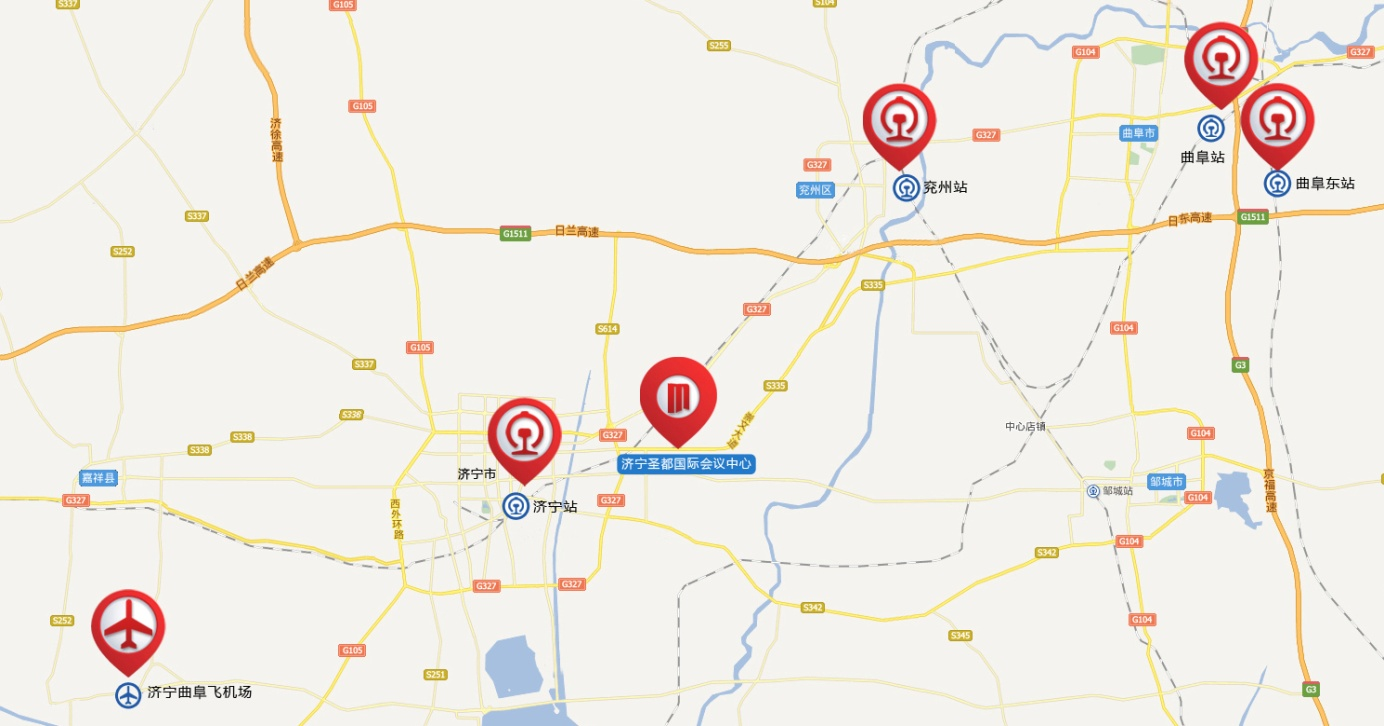 S337
G105
S104
S255
G104
G327
G105
济徐高速
G327
曲阜市
曲阜站
G327
兖州区
兖州站
曲阜东站
S337
G1511
日兰高速
日东高速
G1511
S252
日兰高速
S335
G327
S614
G104
G105
S337
G3
S335
S338
S338
G327
崇文大道
中心店镇
G104
S338
济宁圣都国际会议中心
济宁市
嘉祥县
G327
西外环路
济宁站
G327
邹城站
邹城市
G104
京福高速
G104
S342
G327
G327
S342
S252
G104
S345
G105
S251
济宁曲阜飞机场
G3